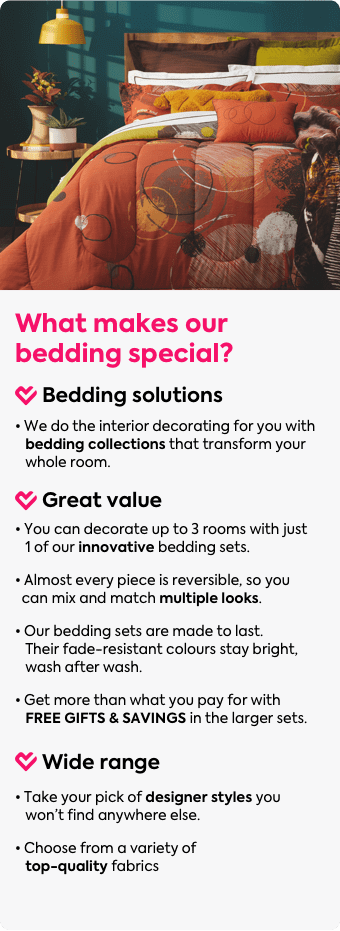 What makes our
bedding special?
Bedding solutions
• We do the interior decorating for you with
bedding collections that transform your
whole room.
Great value
• You can decorate up to 3 rooms with just
1 of our innovative bedding sets.
• Almost every piece is reversible, so you
can mix and match multiple looks.
• Our bedding sets are made to last.
Their fade-resistant colours stay bright,
wash after wash.
• Get more than what you pay for with
FREE GIFTS & SAVINGS in the larger sets.
Wide range
• Take your pick of designer styles you
won’t find anywhere else.
• Choose from a variety of
top-quality fabrics